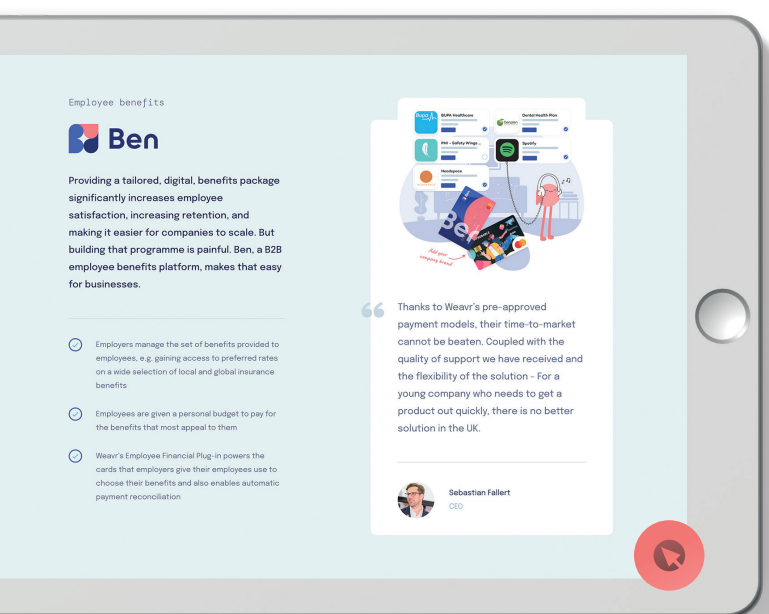 Employee benefits
Ben
Providing a tailored, digital, benefits package
significantly increases employee
satisfaction, increasing retention, and
making it easier for companies to scale. But
building that programme is painful. Ben, a B2B
employee benefits platform, makes that easy
for businesses.
Employers manage the set of benefits provided to
employees, e.g. gaining access to preferred rates
on a wide selection of local and global insurance
benefits
Employees are given a personal budget to pay for
the benefits that most appeal to them
Weavr's Employee Financial Plug-in powers the
cards that employers give their employees use to
choose their benefits and also enables automatic
payment reconciliation
Bupa
BUPA Healthcare
Dental Health Plan
PMI - Safety Wings ...
Spotify
Headspace
Ben
Add your
company brand
“
Thanks to Weavr's pre-approved
payment models, their time-to-market
cannot be beaten. Coupled with the
quality of support we have received and
the flexibility of the solution - For a
young company who needs to get a
product out quickly, there is no better
solution in the UK.
Sebastian Fallert
CEO